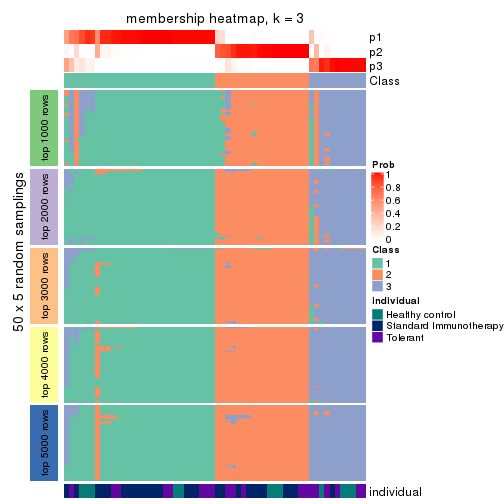 membership heatmap, k = 3
p1
p2
p3
Class
50 x 5 random samplings
top 1000 rows
top 2000 rows
top 3000 rows
top 4000 rows
top 5000 rows
Prob
1
0.8
0.6
0.4
0.2
0
Class
1
2
3
individual
Healthy control
Standard Immunotherapy
Tolerant
individual